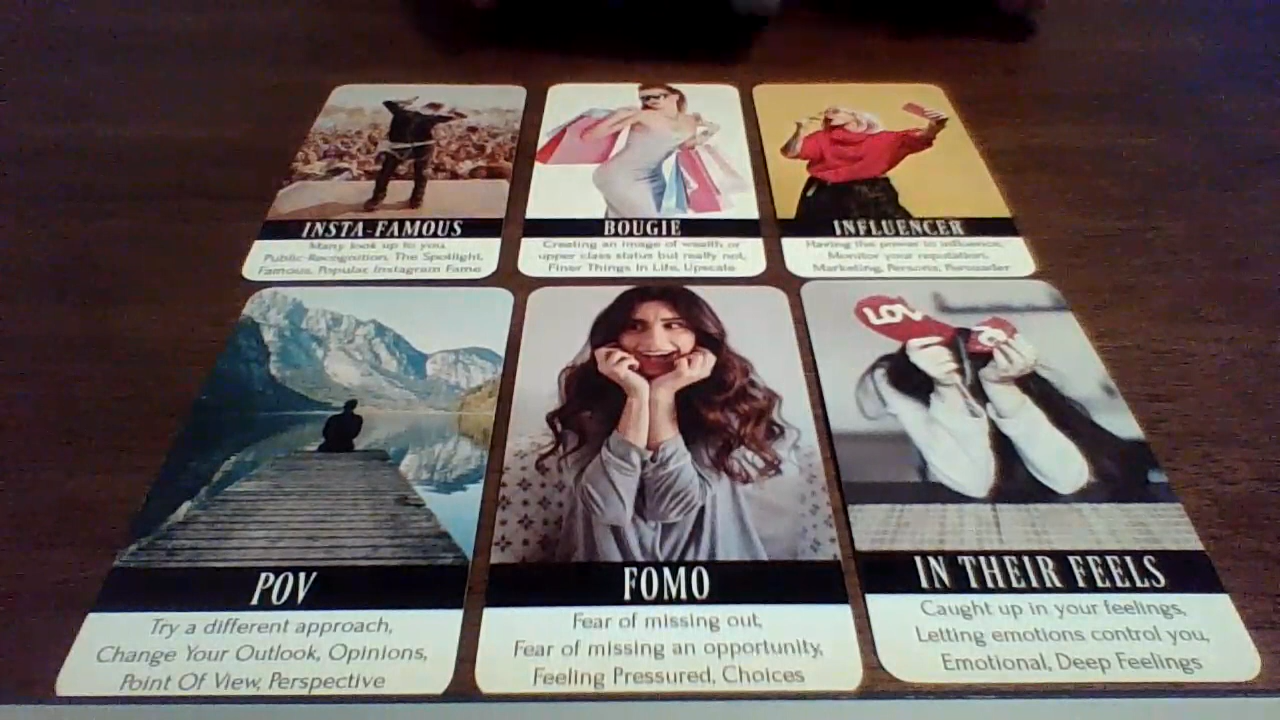 INSTA-FAMOUS
Many look up to you,
Public Recognition, The Spotlight,
Famous, Popular, Instagram Fame
BOUGIE
Creating an image of wealth or
upper class status but really not,
Finer Things In Life, Upscale
INFLUENCER
Having the power to influence,
Monitor your reputation,
Marketing, Persona, Persuader
LOV
POV
Try a different approach,
Change Your Outlook, Opinions,
Point Of View, Perspective
FOMO
Fear of missing out,
Fear of missing an opportunity,
Feeling Pressured, Choices
IN THEIR FEELS
Caught up in your feelings,
Letting emotions control you,
Emotional, Deep Feelings